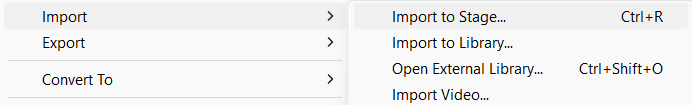 Import
Export
Convert To
Import to Stage... Ctrl+R
Import to Library...
Open External Library... Ctrl+Shift+O
Import Video...